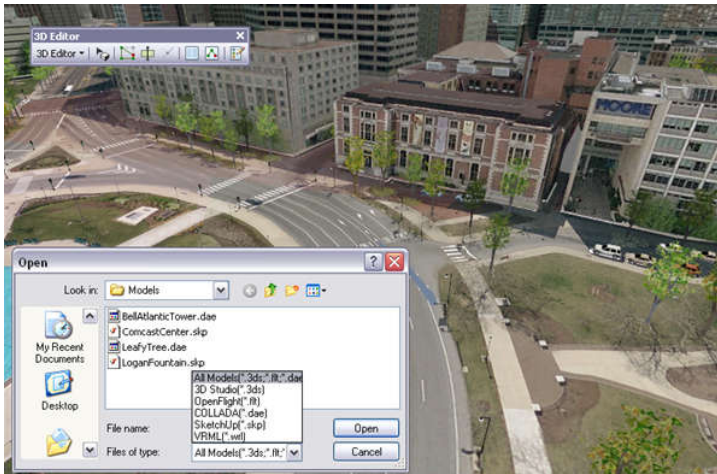 3D Editor
3D Editor
MOORE
Open
Look in:
Models
My Recent
Documents
Desktop
BellAtlanticTower.dae
ComcastCenter.skp
LeafyTree.dae
LoganFountain.skp
All Models(*.3ds;*.flt;*.dae
3D Studio(*.3ds)
OpenFlight(*.flt)
COLLADA(*.dae)
SketchUp(*.skp)
VRML(*.wrl)
File name:
Open
Files of type:
All Models(*.3ds;*.flt;*
Cancel